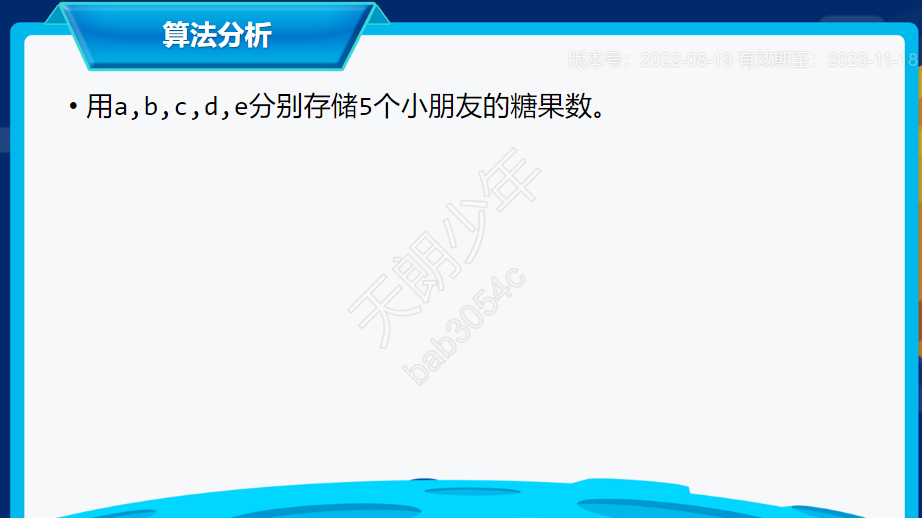 算法分析
版本号：2022-08-19 有效期至：2023-11-18
• 用a,b,c,d,e分别存储5个小朋友的糖果数。
天朗少年
bab3054c